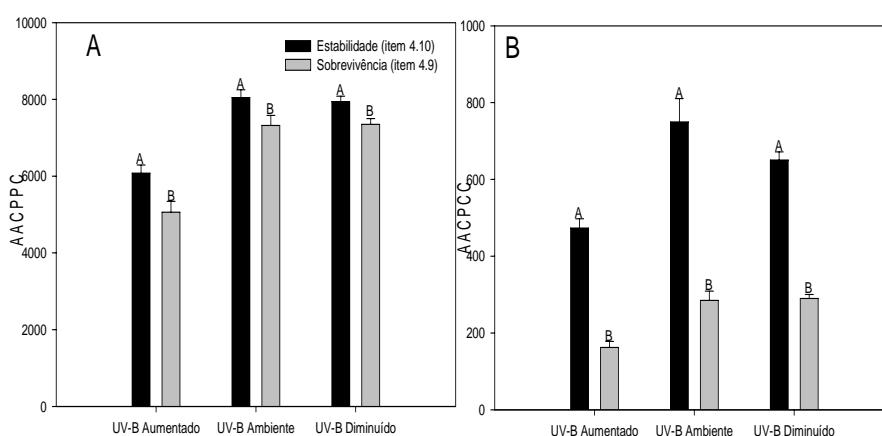 A
Estabilidade (item 4.10)
Sobrevivência (item 4.9)
AACPPC
10000
8000
6000
4000
2000
0
A
B
A
B
A
B
UV-B Aumentado
UV-B Ambiente
UV-B Diminuído
B
AACPCC
1000
800
600
400
200
0
A
B
A
B
A
B
UV-B Aumentado
UV-B Ambiente
UV-B Diminuído